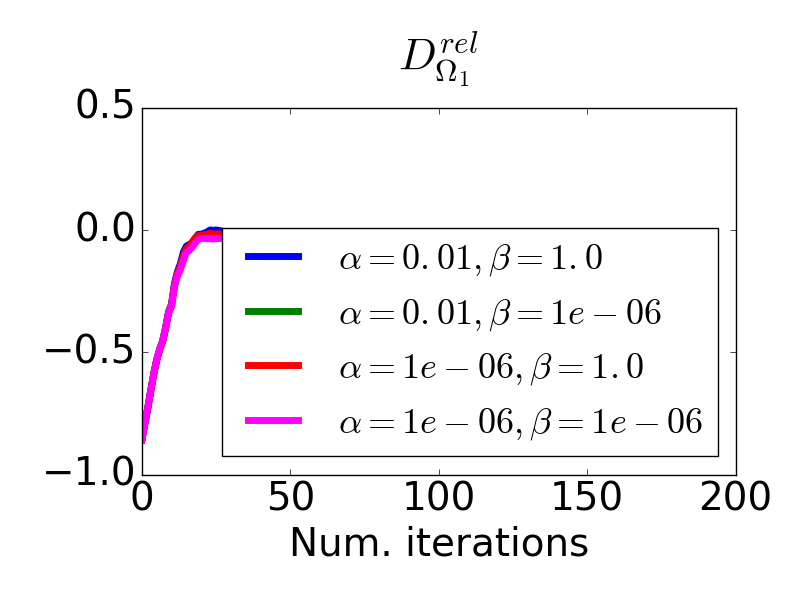 $D^{rel}_{\Omega_1}$
0.5
0.0
−0.5
−1.0
α = 0.01, β = 1.0
α = 0.01, β = 1e − 06
α = 1e − 06, β = 1.0
α = 1e − 06, β = 1e − 06
0 50 100 150 200
Num. iterations